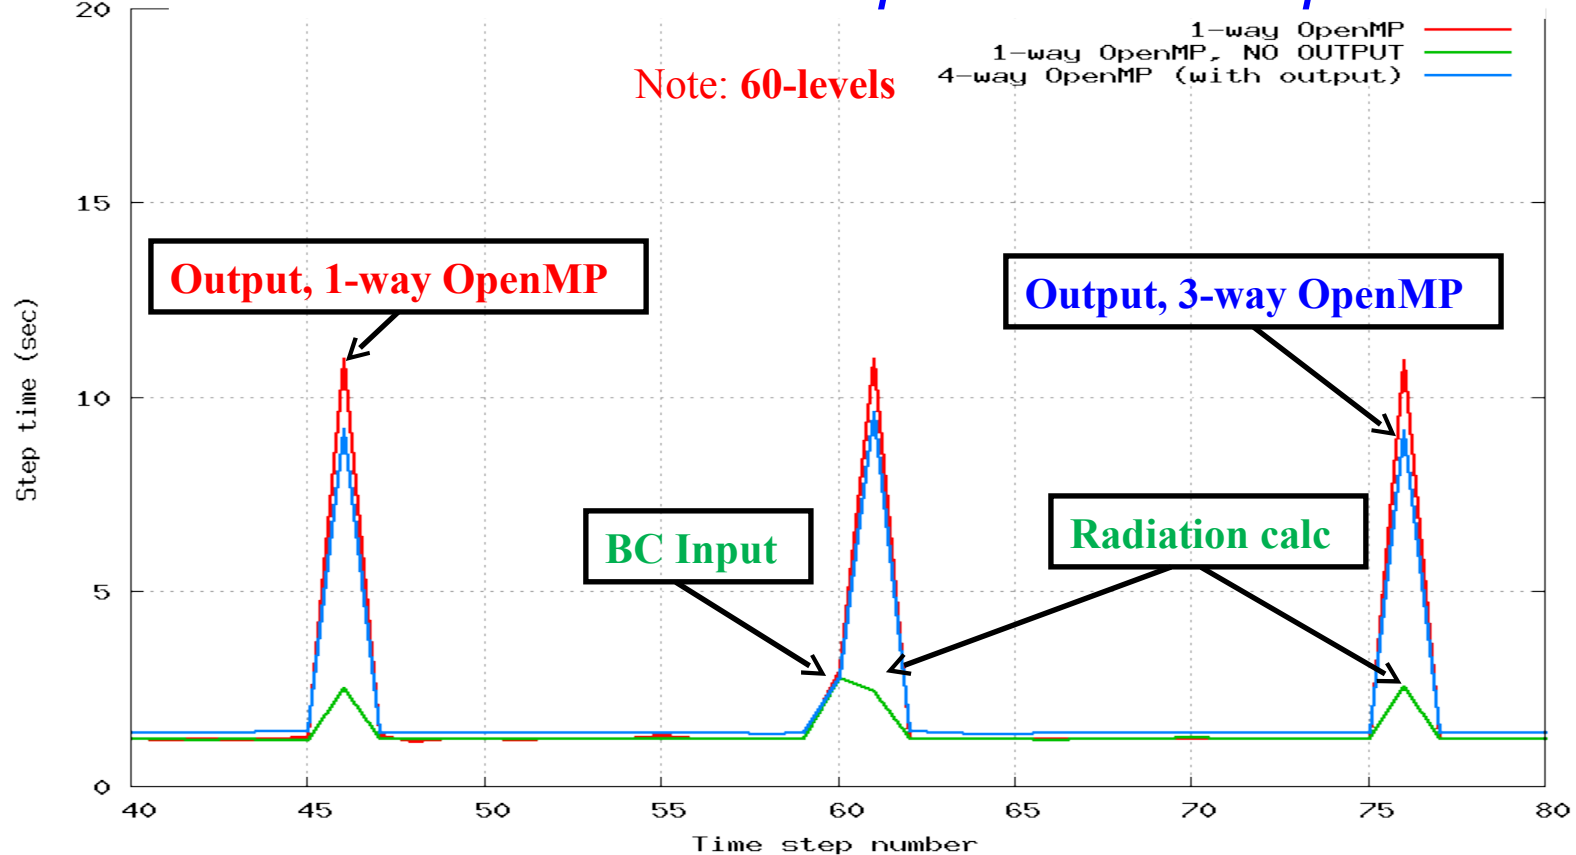 20
1-way OpenMP
1-way OpenMP, NO OUTPUT
Note: 60-levels
4-way OpenMP (with output)
15
Output, 1-way OpenMP
Output, 3-way OpenMP
Step time (sec)
10
BC Input
Radiation calc
5
0
40 45 50 55 60 65 70 75 80
Time step number